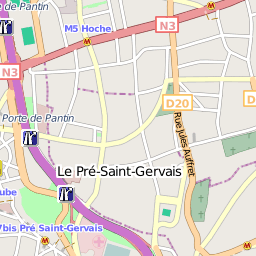 de Pantin
M5 Hoche
N3
N3
D20
D
Porte de Pantin
Rue Jules Auffret
Le Pré-Saint-Gervais
ube
7bis Pré Saint-Gervais